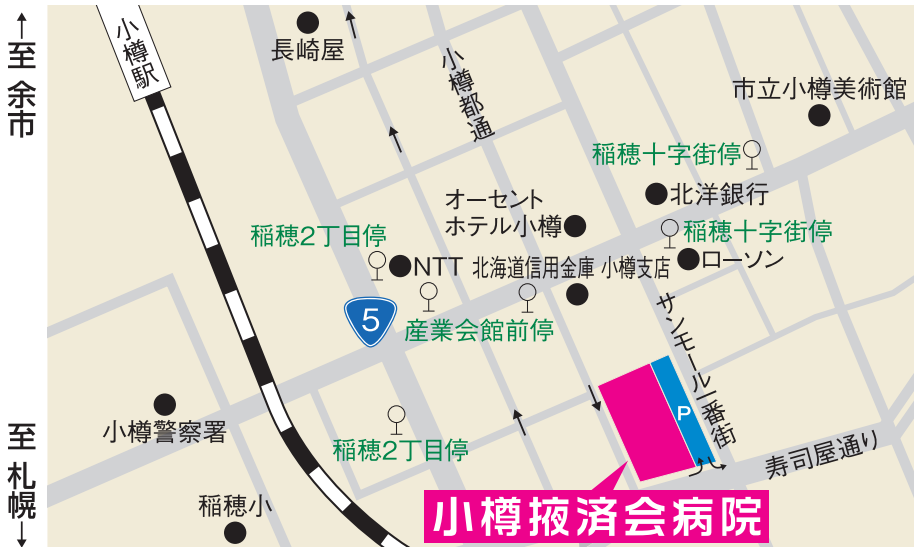 至 余市
至 札幌
小樽駅
長崎屋
小樽都通
市立小樽美術館
稲穂十字街停
北洋銀行
オーセント
ホテル小樽
稲穂十字街停
稲穂2丁目停
NTT
北海道信用金庫 小樽支店
ローソン
5
産業会館前停
サンモール一番街
P
小樽警察署
稲穂2丁目停
寿司屋通り
稲穂小
小樽掖済会病院